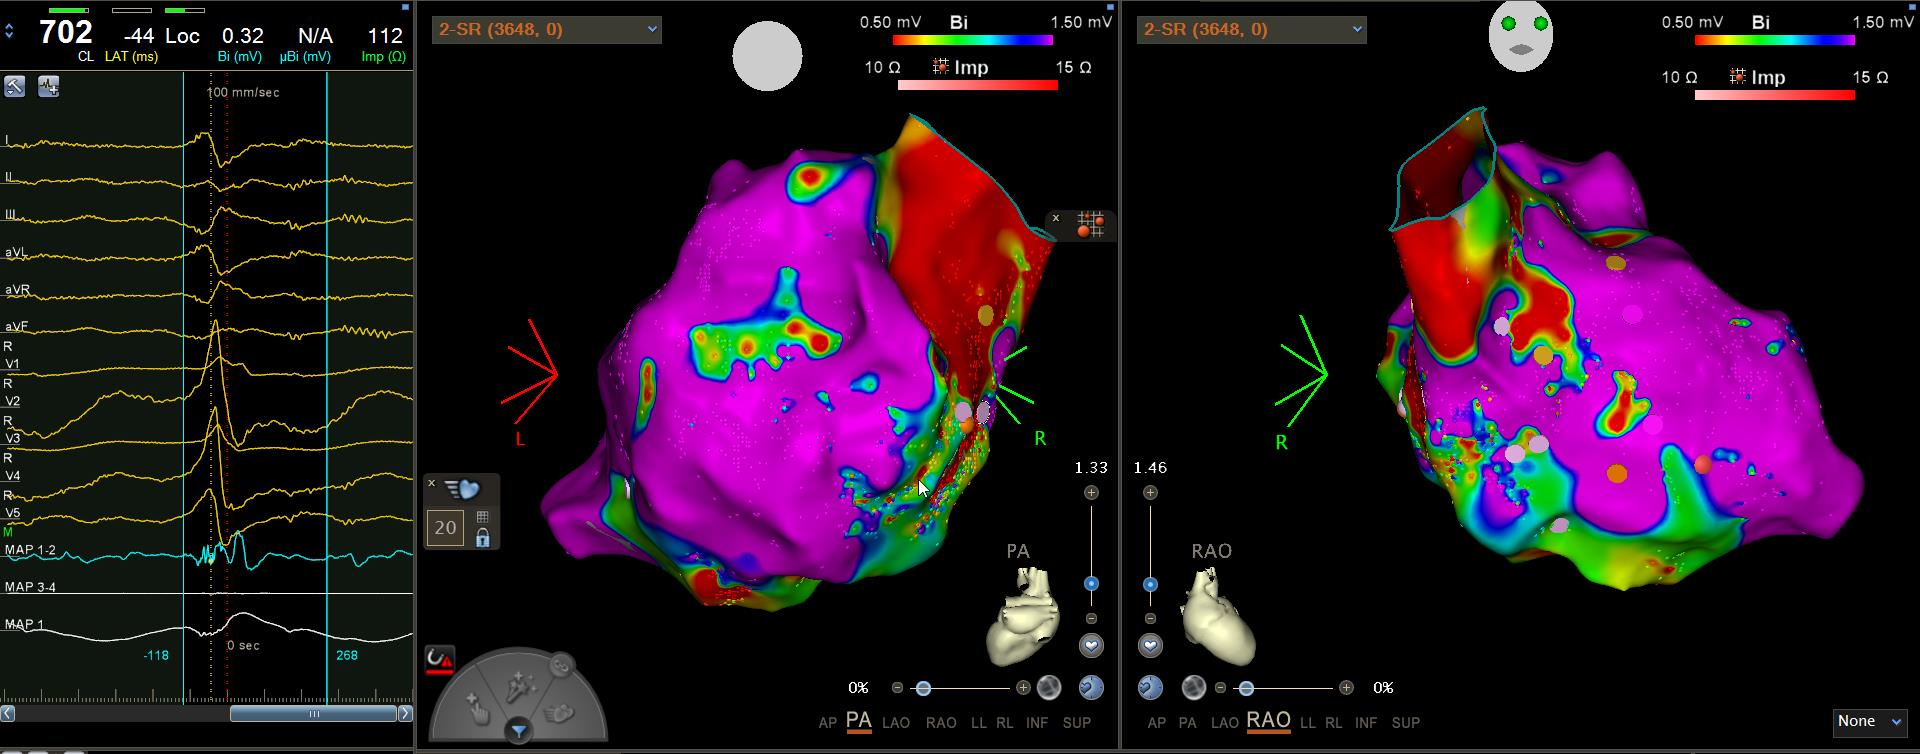 702 -44 Loc 0.32 N/A 112
CL LAT (ms) Bi (mV) µBi (mV) Imp (Ω)
100 mm/sec
I
II
III
aVL
aVR
aVF
R
V1
R
V2
R
V3
R
V4
R
V5
M
MAP 1-2
MAP 3-4
MAP 1
0 sec
-118 268
2-SR (3648, 0)
0.50 mV Bi 1.50 mV
10 Ω Imp 15 Ω
x
L
R
x
20
1.33
PA
0%
AP PA LAO RAO LL RL INF SUP
2-SR (3648, 0)
0.50 mV Bi 1.50 mV
10 Ω Imp 15 Ω
R
1.46
RAO
0%
AP PA LAO RAO LL RL INF SUP
None